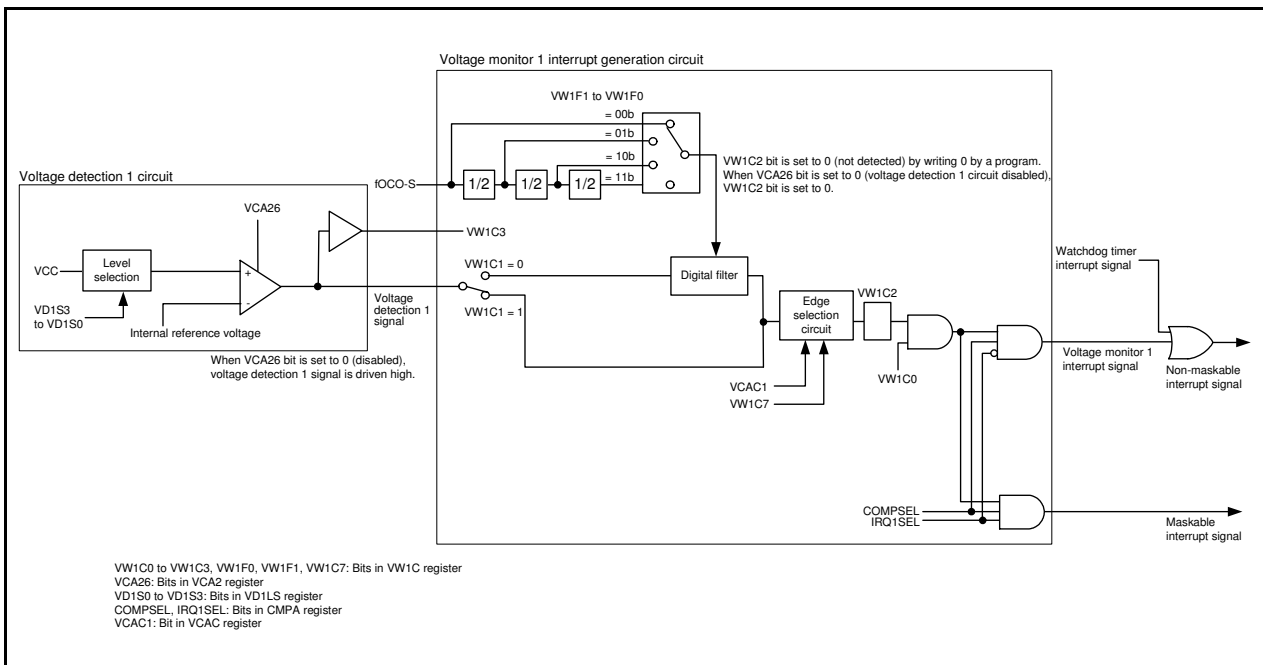 Voltage monitor 1 interrupt generation circuit
VW1F1 to VW1F0
= 00b
= 01b
= 10b
= 11b
fOCO-S
1/2
1/2
1/2
VW1C2 bit is set to 0 (not detected) by writing 0 by a program.
When VCA26 bit is set to 0 (voltage detection 1 circuit disabled),
VW1C2 bit is set to 0.
Voltage detection 1 circuit
VCA26
VCC
Level
selection
+
-
VD1S3
to VD1S0
Internal reference voltage
VW1C3
VW1C1 = 0
VW1C1 = 1
Voltage
detection 1
signal
When VCA26 bit is set to 0 (disabled),
voltage detection 1 signal is driven high.
Digital filter
Edge
selection
circuit
VW1C2
VCAC1
VW1C7
VW1C0
Watchdog timer
interrupt signal
Voltage monitor 1
interrupt signal
Non-maskable
interrupt signal
COMPSEL
IRQ1SEL
Maskable
interrupt signal
VW1C0 to VW1C3, VW1F0, VW1F1, VW1C7: Bits in VW1C register
VCA26: Bits in VCA2 register
VD1S0 to VD1S3: Bits in VD1LS register
COMPSEL, IRQ1SEL: Bits in CMPA register
VCAC1: Bit in VCAC register